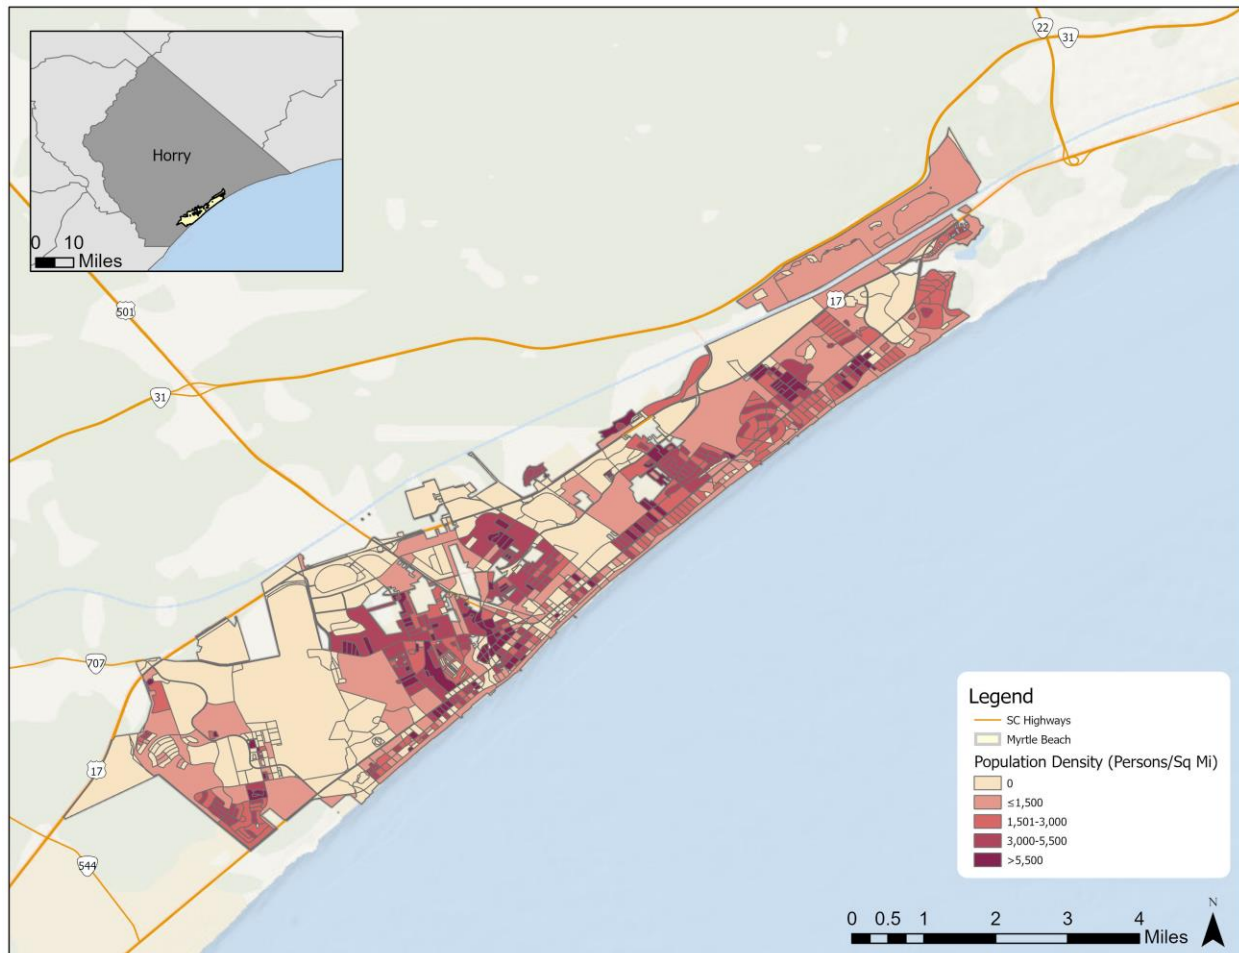 22
31
Horry
0 10
Miles
501
17
31
707
17
544
Legend
SC Highways
Myrtle Beach
Population Density (Persons/Sq Mi)
0
≤1,500
1,501-3,000
3,000-5,500
>5,500
N
0 0.5 1 2 3 4
Miles